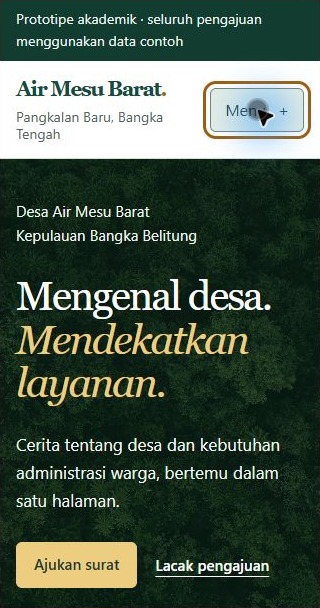 Prototipe akademik · seluruh pengajuan
menggunakan data contoh
Air Mesu Barat.
Pangkalan Baru, Bangka
Tengah
+
Desa Air Mesu Barat
Kepulauan Bangka Belitung
Mengenal desa.
Mendekatkan
layanan.
Cerita tentang desa dan kebutuhan
administrasi warga, bertemu dalam
satu halaman.
Ajukan surat
Lacak pengajuan